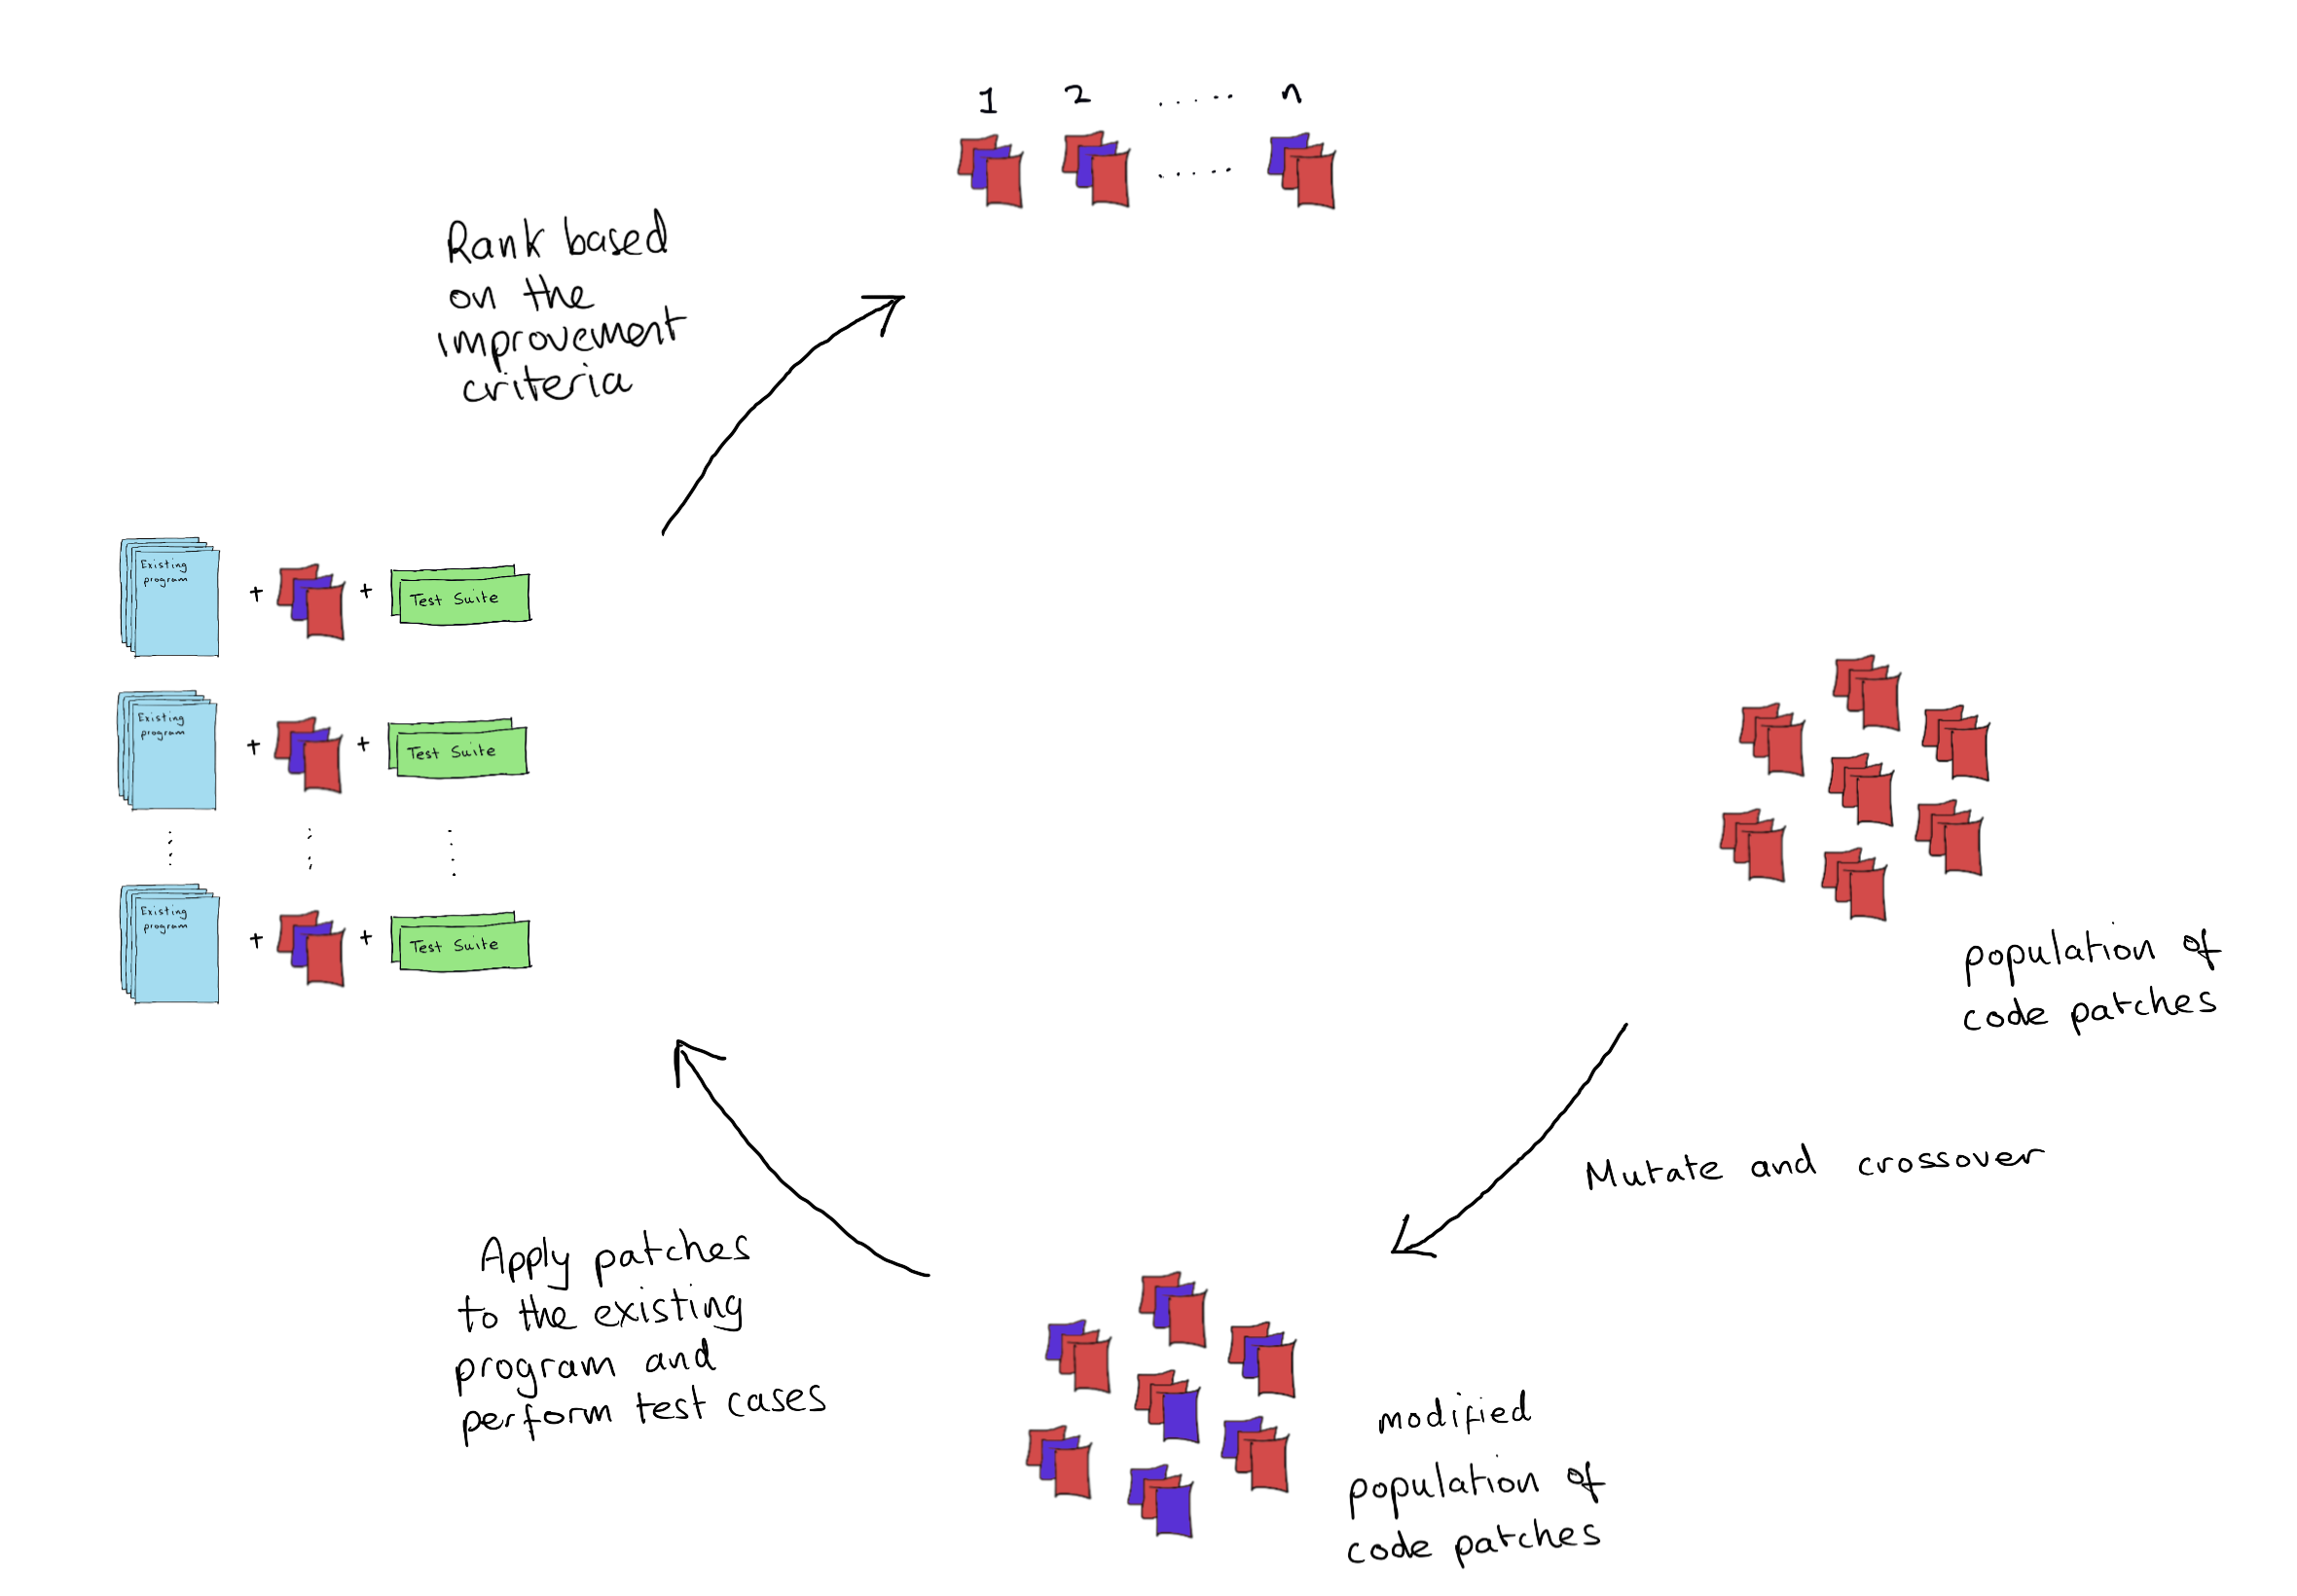 1 2 ...... n
......
Rank based
on the
improvement
criteria
Existing
program
+ + Test Suite
Existing
program
+ + Test Suite
Existing
program
+ + Test Suite
population of
code patches
Mutate and crossover
Apply patches
to the existing
program and
perform test cases
modified
population of
code patches